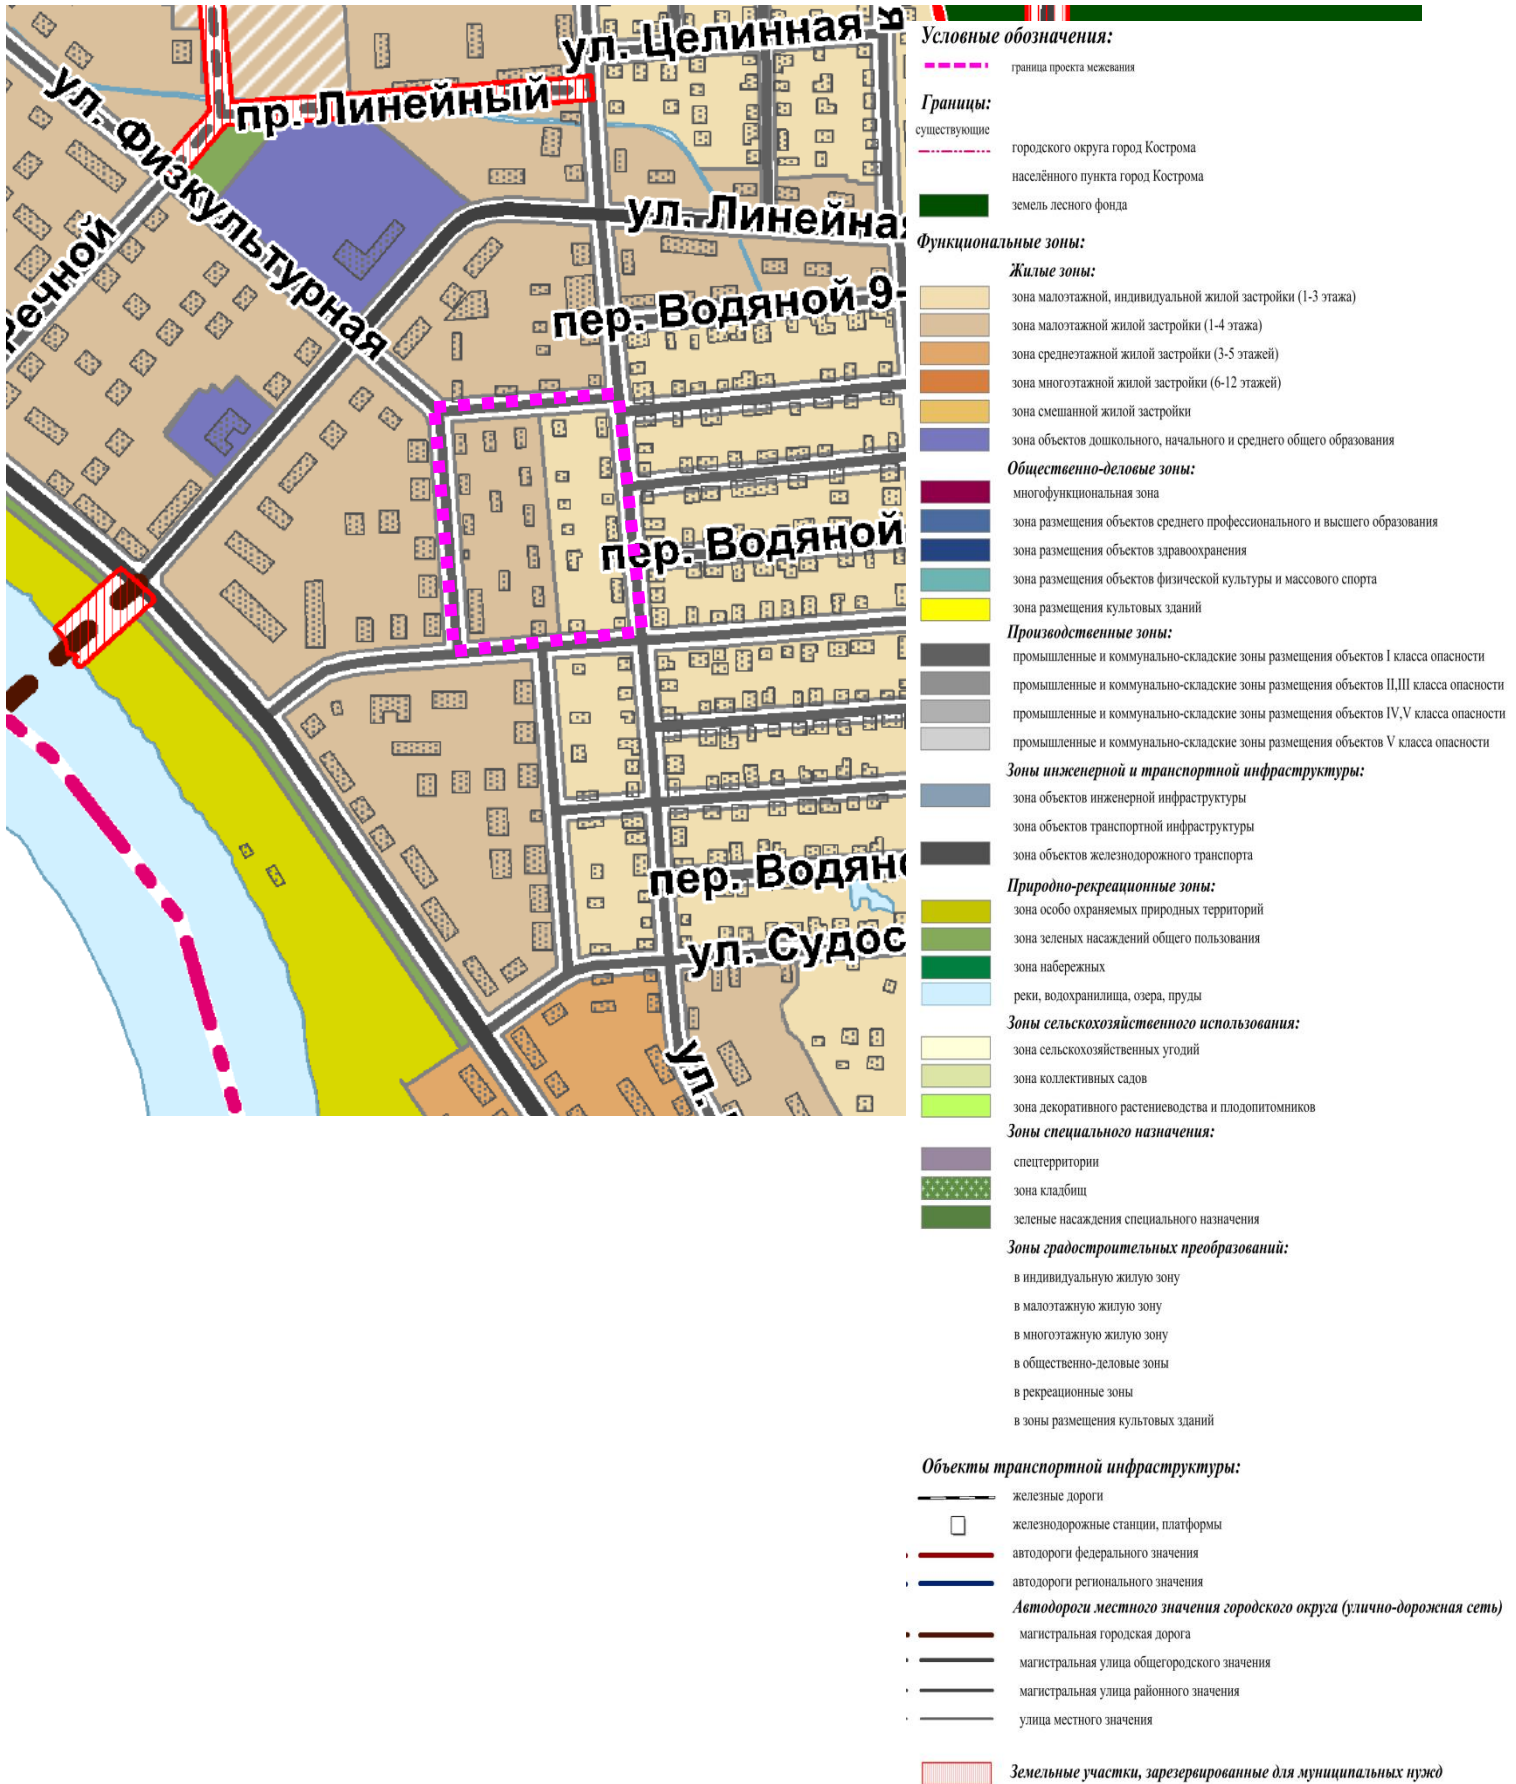 ул. Целинная
пр. Линейный
ул. Физкультурная
Речной
ул. Линейная
пер. Водяной 9-
пер. Водяной
пер. Водяно
ул. Судос
ул.
Условные обозначения:
граница проекта межевания
Границы:
существующие
городского округа город Кострома
населённого пункта город Кострома
земель лесного фонда
Функциональные зоны:
Жилые зоны:
зона малоэтажной, индивидуальной жилой застройки (1-3 этажа)
зона малоэтажной жилой застройки (1-4 этажа)
зона среднеэтажной жилой застройки (3-5 этажей)
зона многоэтажной жилой застройки (6-12 этажей)
зона смешанной жилой застройки
зона объектов дошкольного, начального и среднего общего образования
Общественно-деловые зоны:
многофункциональная зона
зона размещения объектов среднего профессионального и высшего образования
зона размещения объектов здравоохранения
зона размещения объектов физической культуры и массового спорта
зона размещения культовых зданий
Производственные зоны:
промышленные и коммунально-складские зоны размещения объектов I класса опасности
промышленные и коммунально-складские зоны размещения объектов II,III класса опасности
промышленные и коммунально-складские зоны размещения объектов IV,V класса опасности
промышленные и коммунально-складские зоны размещения объектов V класса опасности
Зоны инженерной и транспортной инфраструктуры:
зона объектов инженерной инфраструктуры
зона объектов транспортной инфраструктуры
зона объектов железнодорожного транспорта
Природно-рекреационные зоны:
зона особо охраняемых природных территорий
зона зеленых насаждений общего пользования
зона набережных
реки, водохранилища, озера, пруды
Зоны сельскохозяйственного использования:
зона сельскохозяйственных угодий
зона коллективных садов
зона декоративного растениеводства и плодопитомников
Зоны специального назначения:
спецтерритории
зона кладбищ
зеленые насаждения специального назначения
Зоны градостроительных преобразований:
в индивидуальную жилую зону
в малоэтажную жилую зону
в многоэтажную жилую зону
в общественно-деловые зоны
в рекреационные зоны
в зоны размещения культовых зданий
Объекты транспортной инфраструктуры:
железные дороги
железнодорожные станции, платформы
автодороги федерального значения
автодороги регионального значения
Автодороги местного значения городского округа (улично-дорожная сеть)
магистральная городская дорога
магистральная улица общегородского значения
магистральная улица районного значения
улица местного значения
Земельные участки, зарезервированные для муниципальных нужд